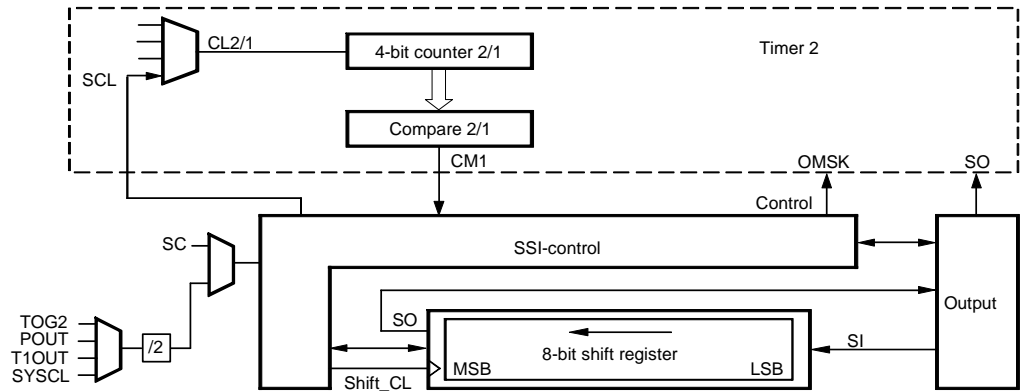 CL2/1
4-bit counter 2/1
Timer 2
SCL
Compare 2/1
CM1
OMSK
SO
Control
SC
SSI-control
TOG2
POUT
T1OUT
SYSCL
/2
Output
SO
8-bit shift register
MSB
LSB
SI
Shift_CL